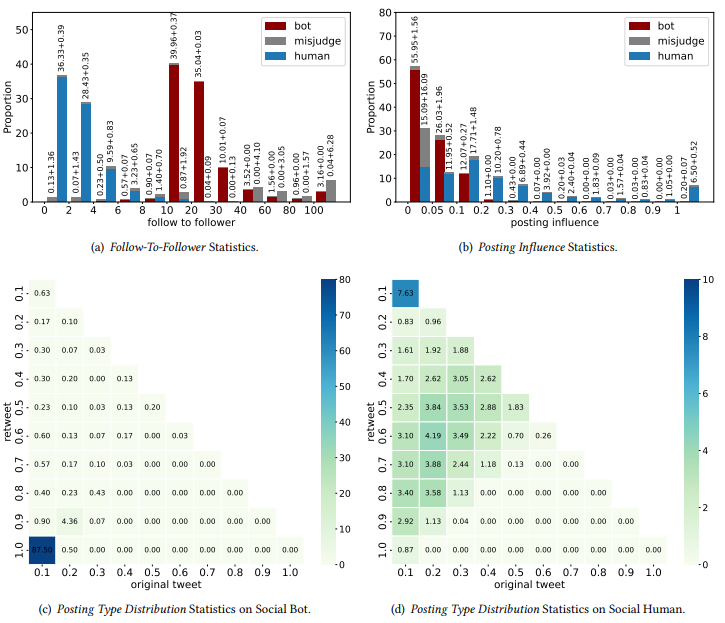 50
40
30
20
10
0
Proportion
bot
misjudge
human
0.13+1.36
36.33+0.39
0.07+1.43
28.43+0.35
0.23+0.50
9.59+0.83
0.57+0.07
3.23+0.65
0.90+0.07
1.40+0.70
39.96+0.37
0.87+1.92
35.04+0.03
0.04+0.09
10.01+0.07
0.00+0.13
3.52+0.00
0.00+4.10
1.56+0.00
0.00+3.05
0.96+0.00
0.00+1.57
3.16+0.00
0.04+6.28
0 2 4 6 8 10 20 30 40 60 80 100
follow to follower
(a) Follow-To-Follower Statistics.
80
70
60
50
40
30
20
10
0
Proportion
bot
misjudge
human
55.95+1.56
15.09+16.09
26.03+1.96
11.95+0.52
12.07+0.27
17.71+1.48
1.10+0.00
10.20+0.78
0.43+0.00
6.89+0.44
0.07+0.00
3.92+0.00
0.20+0.03
2.40+0.04
0.00+0.00
1.83+0.09
0.03+0.00
1.57+0.04
0.03+0.00
0.83+0.04
0.00+0.00
1.05+0.00
0.20+0.07
6.50+0.52
0 0.05 0.1 0.2 0.3 0.4 0.5 0.6 0.7 0.8 0.9 1
posting influence
(b) Posting Influence Statistics.
retweet
0.1 0.63
0.2 0.17 0.10
0.3 0.30 0.07 0.03
0.4 0.30 0.20 0.00 0.13
0.5 0.23 0.10 0.03 0.13 0.20
0.6 0.60 0.13 0.07 0.17 0.00 0.03
0.7 0.57 0.17 0.10 0.03 0.00 0.00 0.00
0.8 0.40 0.23 0.43 0.00 0.00 0.00 0.00 0.00
0.9 0.90 4.36 0.07 0.00 0.00 0.00 0.00 0.00 0.00
1.0 87.50 0.50 0.00 0.00 0.00 0.00 0.00 0.00 0.00 0.00
0.1 0.2 0.3 0.4 0.5 0.6 0.7 0.8 0.9 1.0
original tweet
80
70
60
50
40
30
20
10
0
(c) Posting Type Distribution Statistics on Social Bot.
retweet
0.1 7.63
0.2 0.83 0.96
0.3 1.61 1.92 1.88
0.4 1.70 2.62 3.05 2.62
0.5 2.35 3.84 3.53 2.88 1.83
0.6 3.10 4.19 3.49 2.22 0.70 0.26
0.7 3.10 3.88 2.44 1.18 0.13 0.00 0.00
0.8 3.40 3.58 1.13 0.00 0.00 0.00 0.00 0.00
0.9 2.92 1.13 0.04 0.00 0.00 0.00 0.00 0.00 0.00
1.0 0.87 0.00 0.00 0.00 0.00 0.00 0.00 0.00 0.00 0.00
0.1 0.2 0.3 0.4 0.5 0.6 0.7 0.8 0.9 1.0
original tweet
10
8
6
4
2
0
(d) Posting Type Distribution Statistics on Social Human.